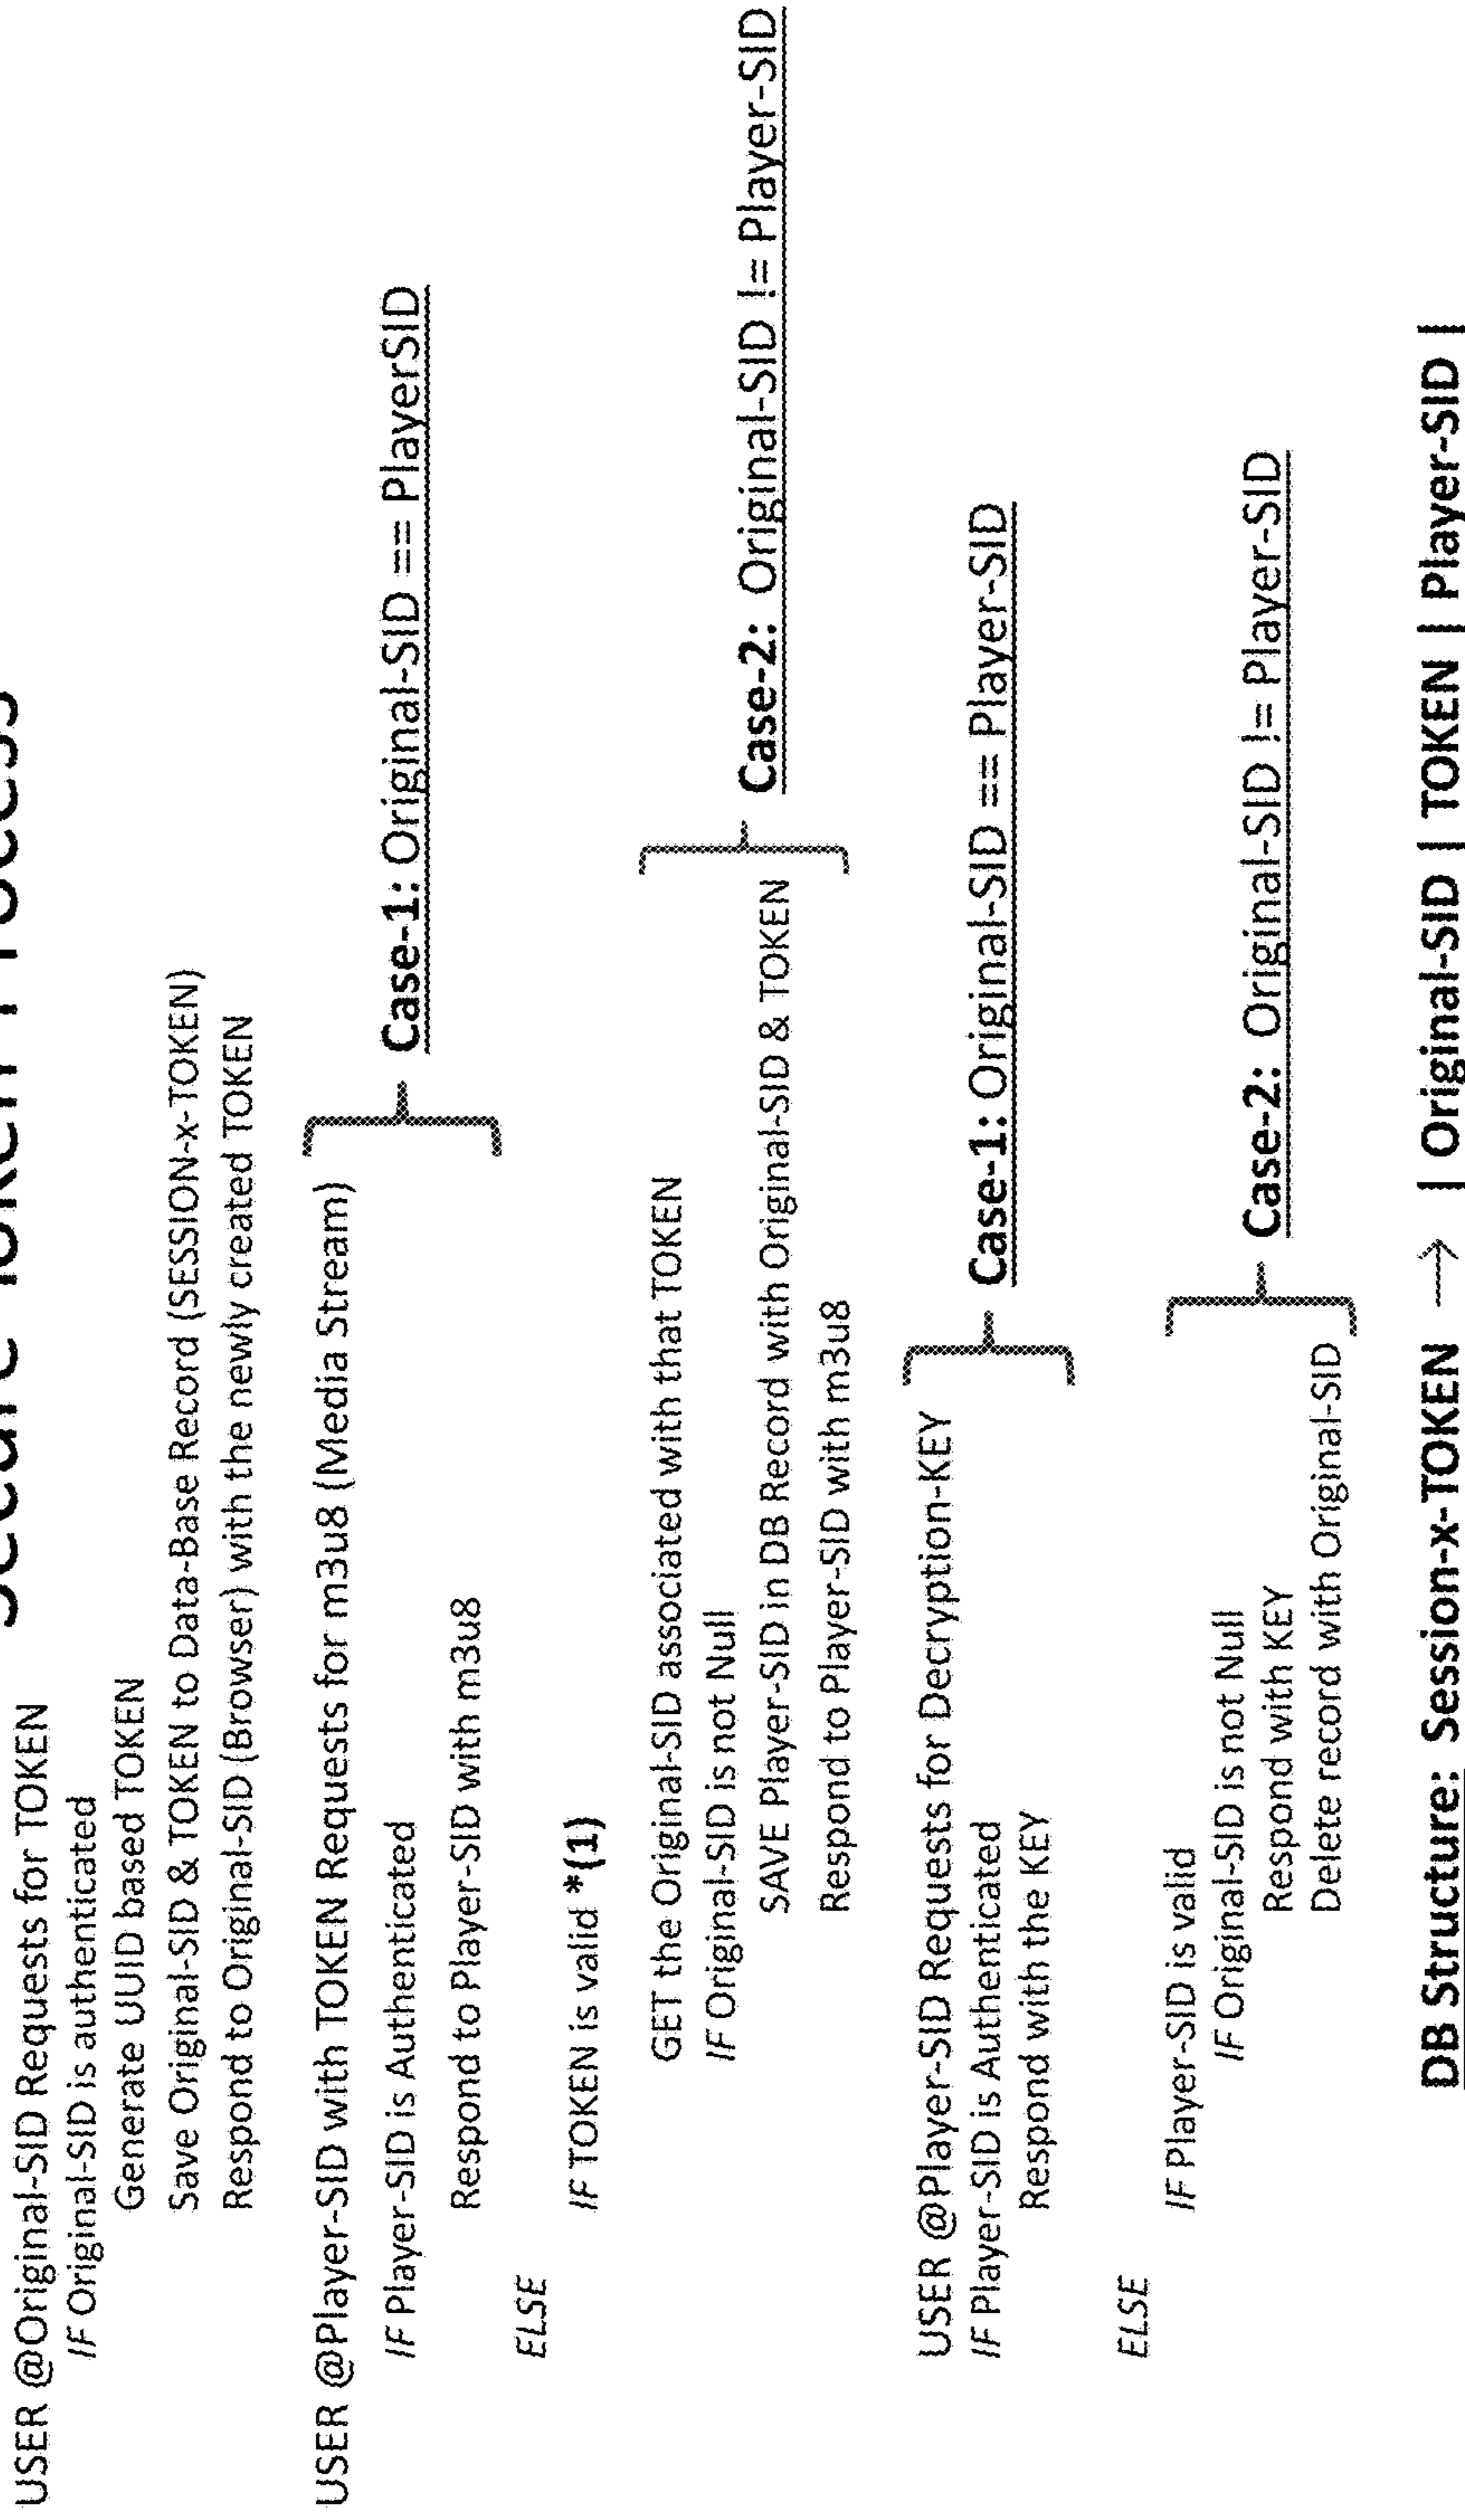 Secure Token Process
USER @Original-SID Requests for TOKEN
IF Original-SID is authenticated
Generate UUID based TOKEN
Save Original-SID & TOKEN to Data-Base Record (SESSION-x-TOKEN)
Respond to Original-SID (Browser) with the newly created TOKEN
USER @Player-SID with TOKEN Requests for m3u8 (Media Stream)
IF Player-SID is Authenticated
Case-1: Original-SID == PlayerSID
Respond to Player-SID with m3u8
ELSE
IF TOKEN is valid *(1)
GET the Original-SID associated with that TOKEN
IF Original-SID is not Null
SAVE Player-SID in DB Record with Original-SID & TOKEN
Case-2: Original-SID != Player-SID
Respond to Player-SID with m3u8
USER @Player-SID Requests for Decryption-KEY
IF Player-SID is Authenticated
Case-1: Original-SID == Player-SID
Respond with the KEY
ELSE
IF Player-SID is valid
IF Original-SID is not Null
Case-2: Original-SID != Player-SID
Respond with KEY
Delete record with Original-SID
DB Structure: Session-x-TOKEN → | Original-SID | TOKEN | Player-SID |